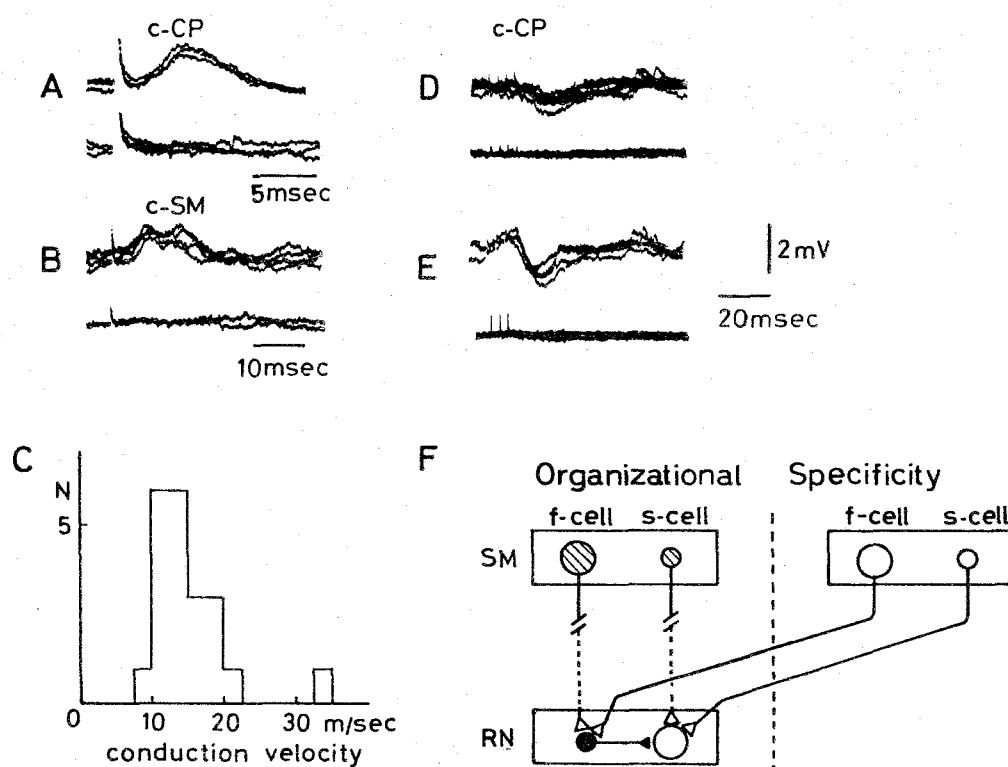 c-CP
A
5msec
c-SM
B
10msec
c-CP
D
E
2mV
20msec
C
N
5
0 10 20 30 m/sec
conduction velocity
F
Organizational Specificity
f-cell s-cell f-cell s-cell
SM
RN